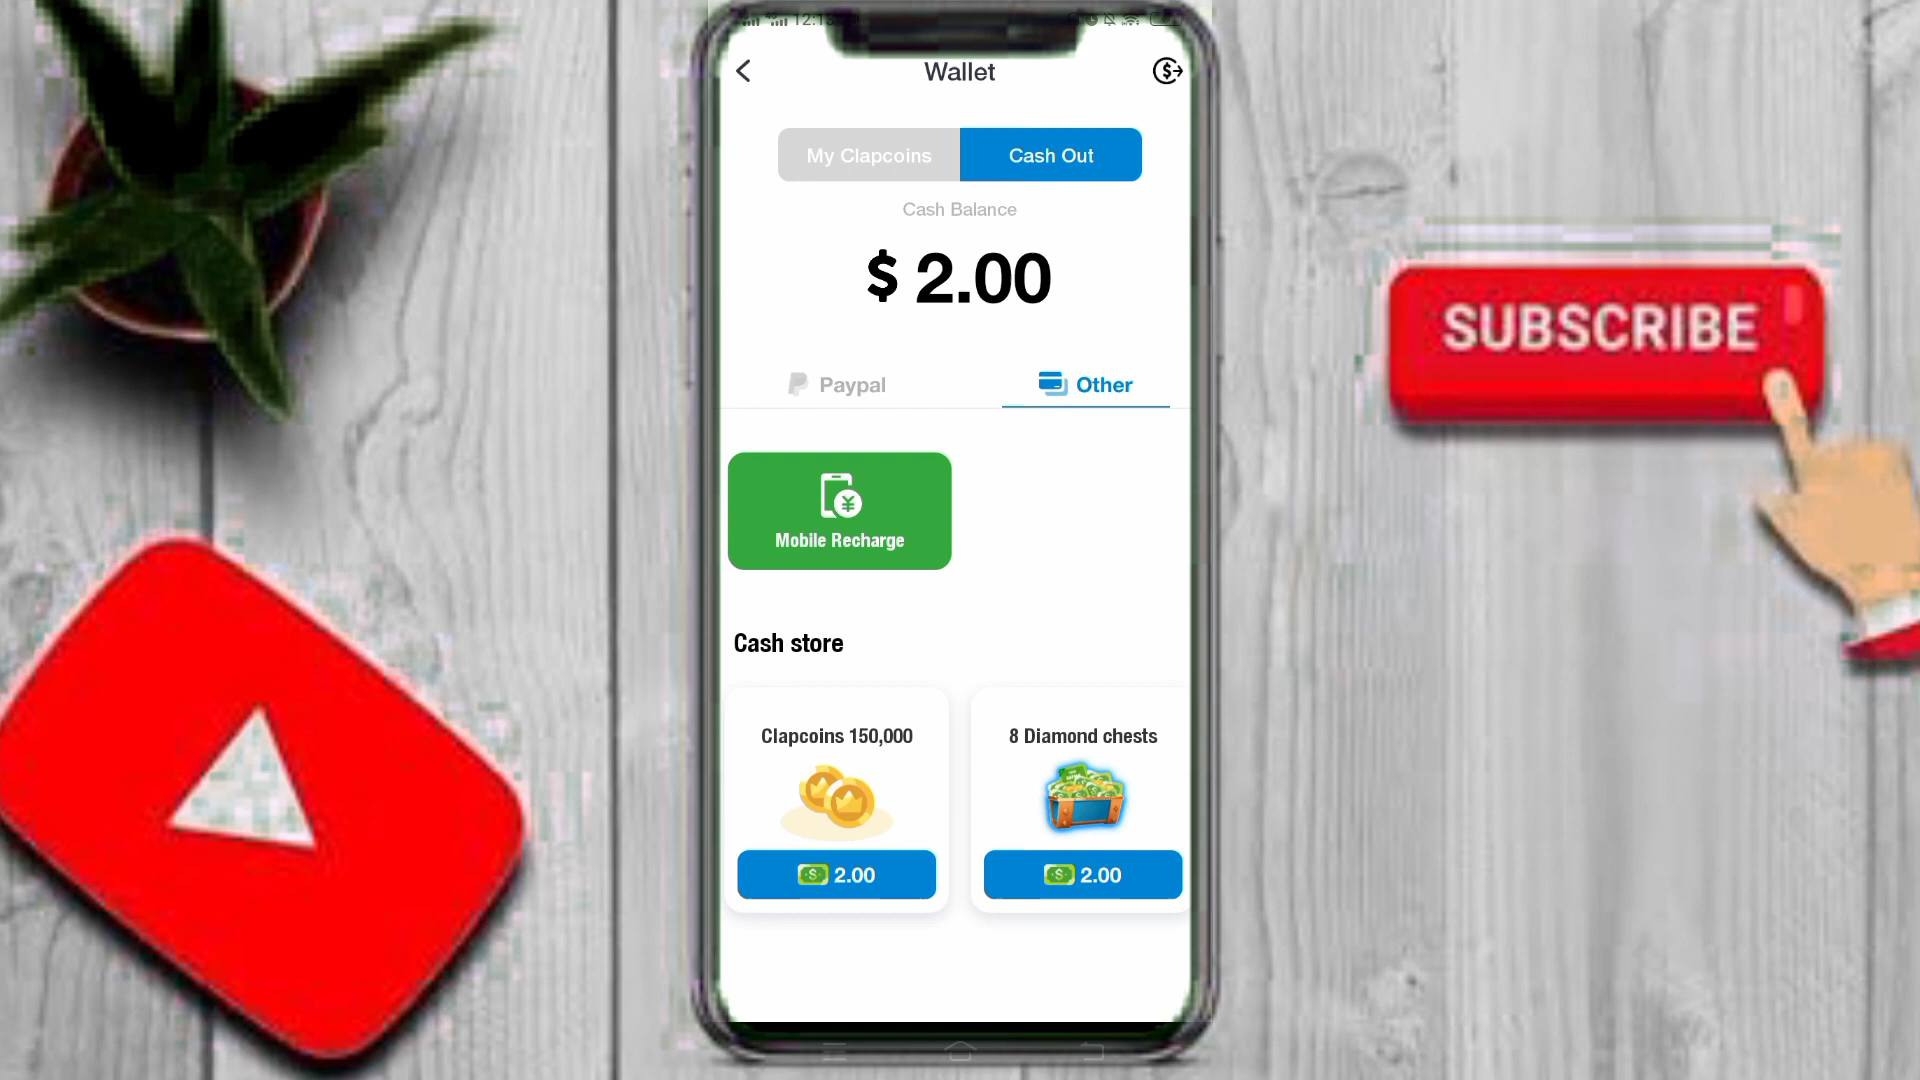 Wallet
My Clapcoins
Cash Out
Cash Balance
$ 2.00
Paypal
Other
Mobile Recharge
Cash store
Clapcoins 150,000
8 Diamond chests
2.00
2.00
SUBSCRIBE